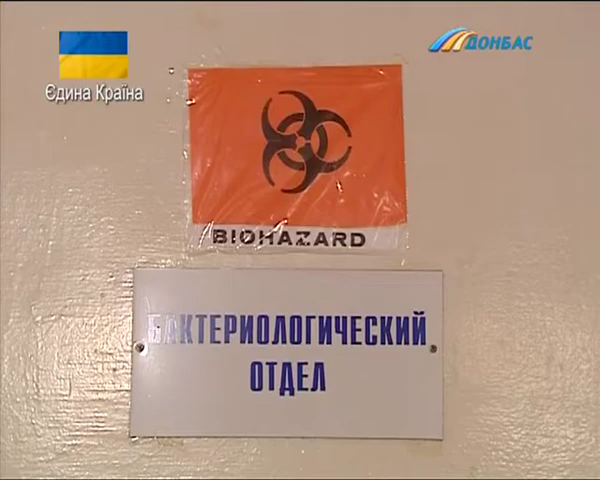 ДОНБАС
Єдина Країна
BIOHAZARD
БАКТЕРИОЛОГИЧЕСКИЙ
ОТДЕЛ